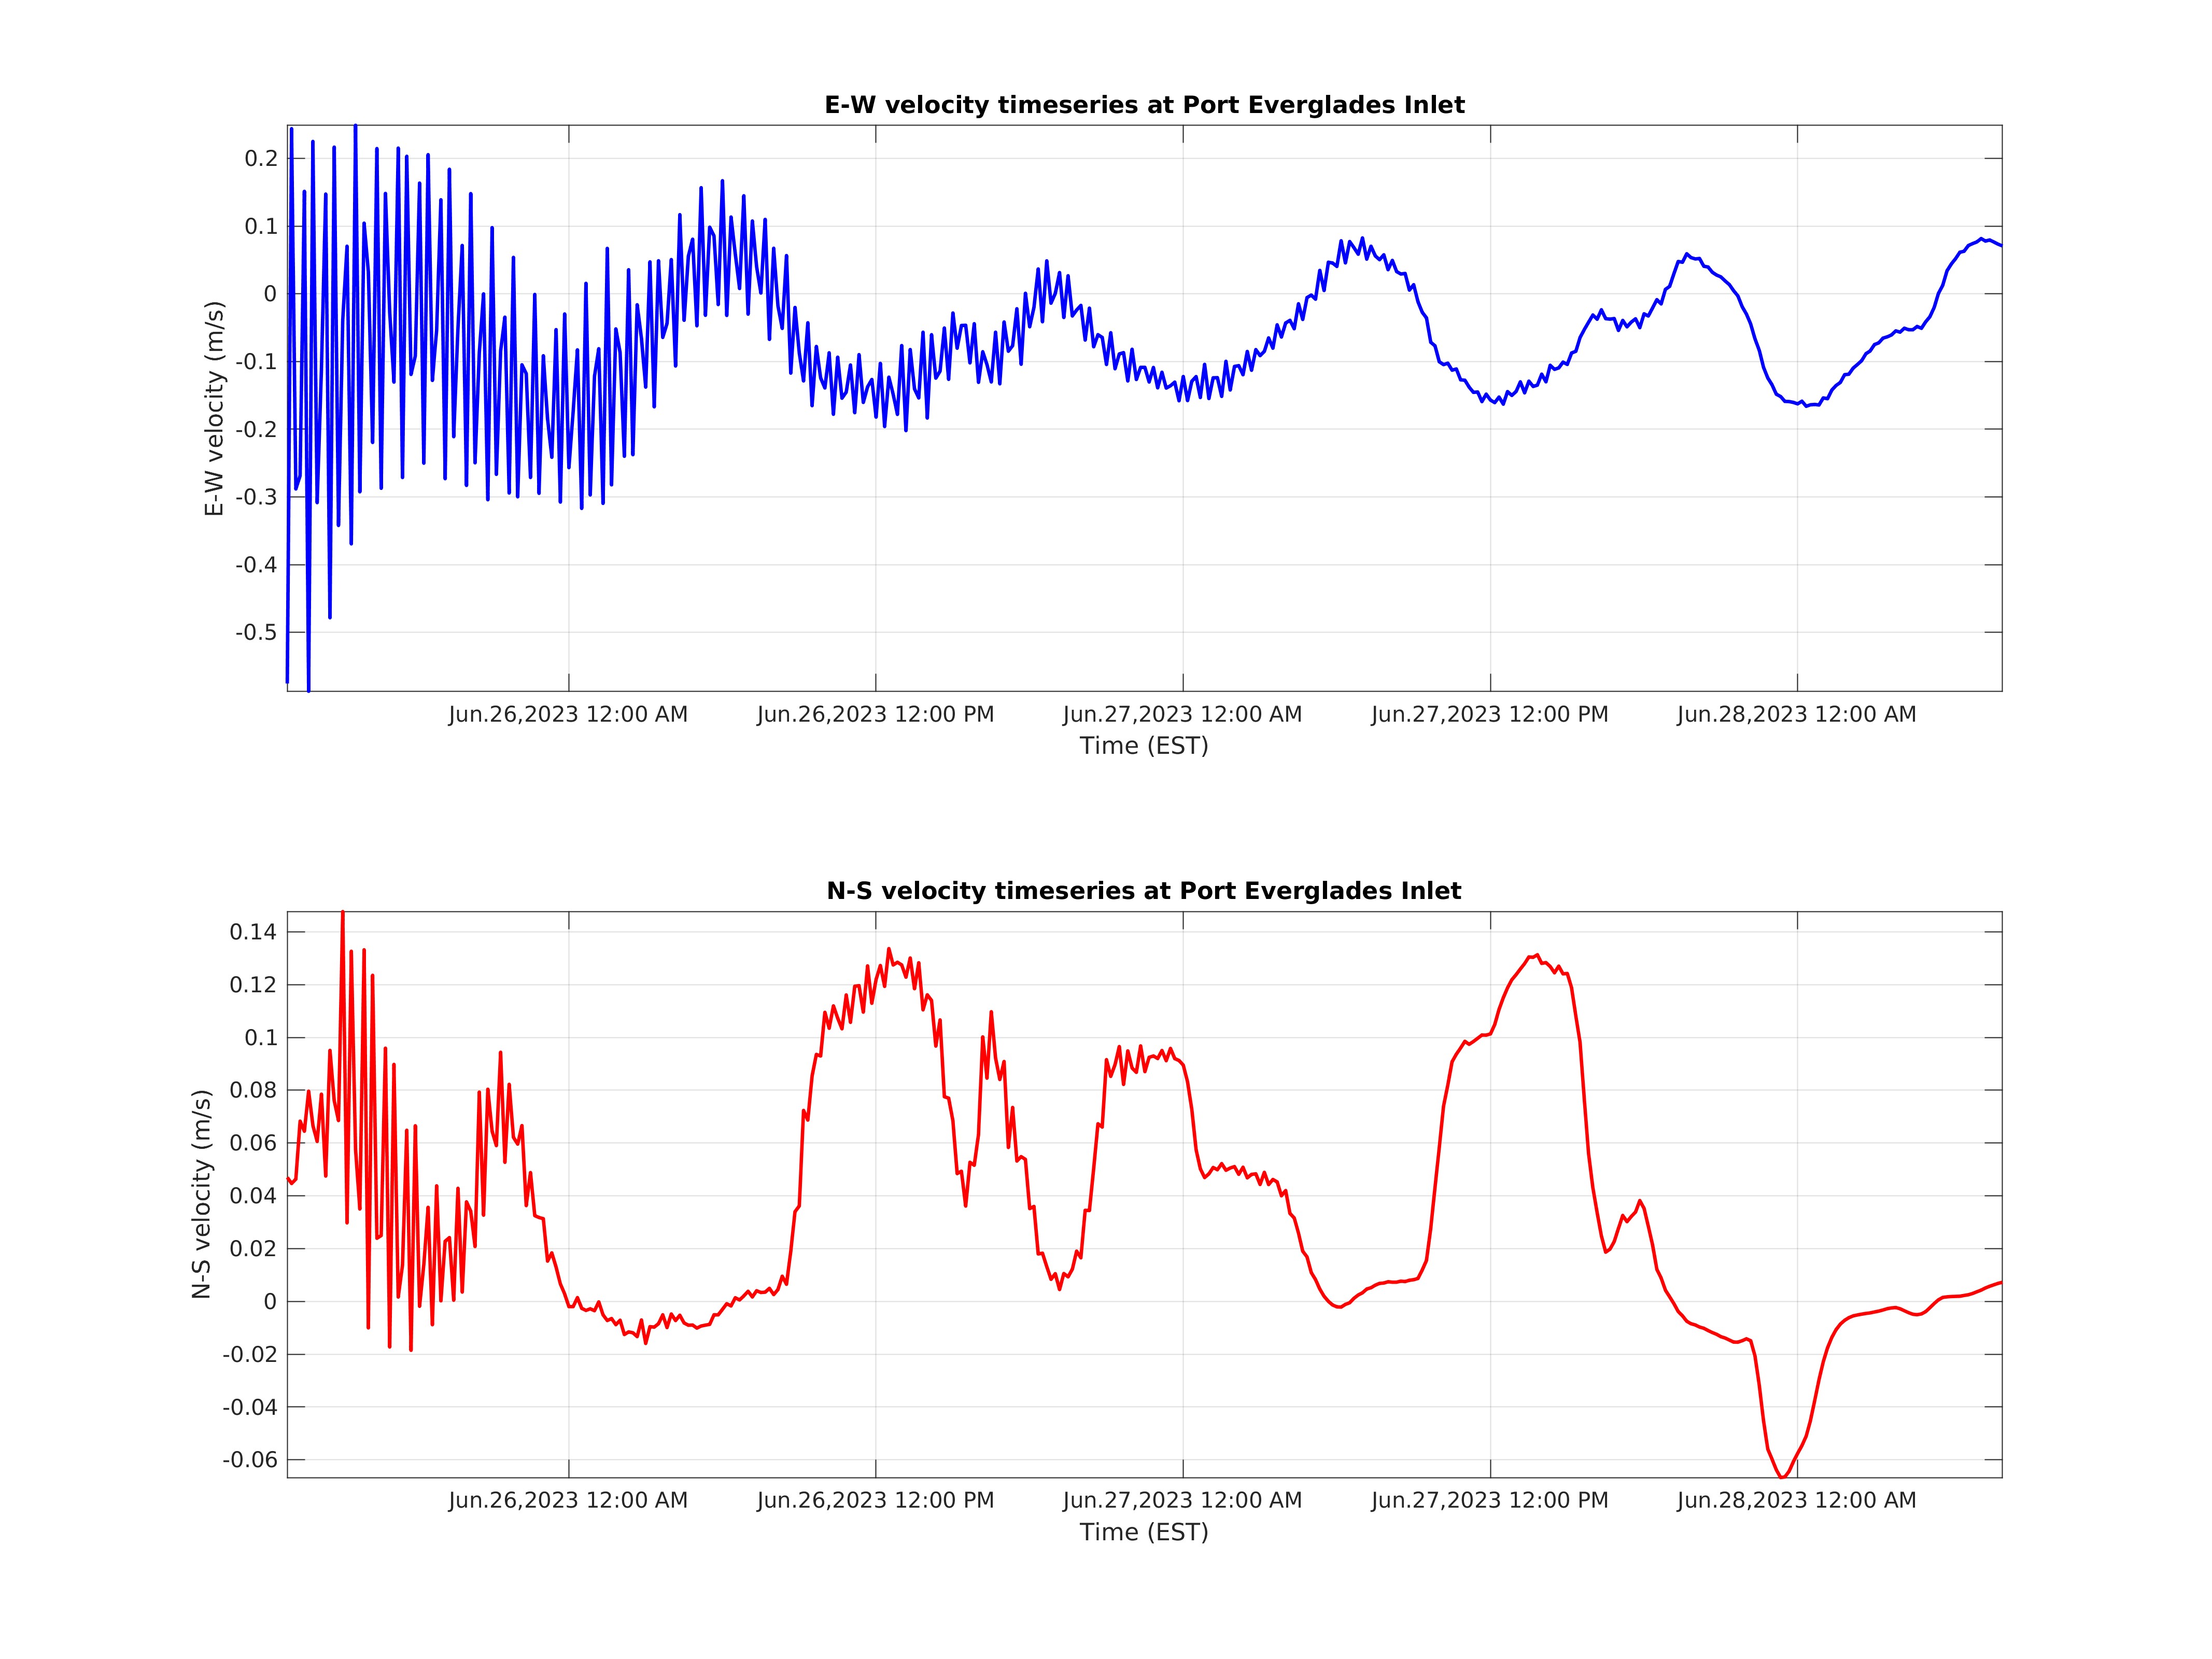 E-W velocity timeseries at Port Everglades Inlet
E-W velocity (m/s)
0.2
0.1
0
-0.1
-0.2
-0.3
-0.4
-0.5
Jun.26,2023 12:00 AM Jun.26,2023 12:00 PM Jun.27,2023 12:00 AM Jun.27,2023 12:00 PM Jun.28,2023 12:00 AM
Time (EST)
N-S velocity timeseries at Port Everglades Inlet
N-S velocity (m/s)
0.14
0.12
0.1
0.08
0.06
0.04
0.02
0
-0.02
-0.04
-0.06
Jun.26,2023 12:00 AM Jun.26,2023 12:00 PM Jun.27,2023 12:00 AM Jun.27,2023 12:00 PM Jun.28,2023 12:00 AM
Time (EST)